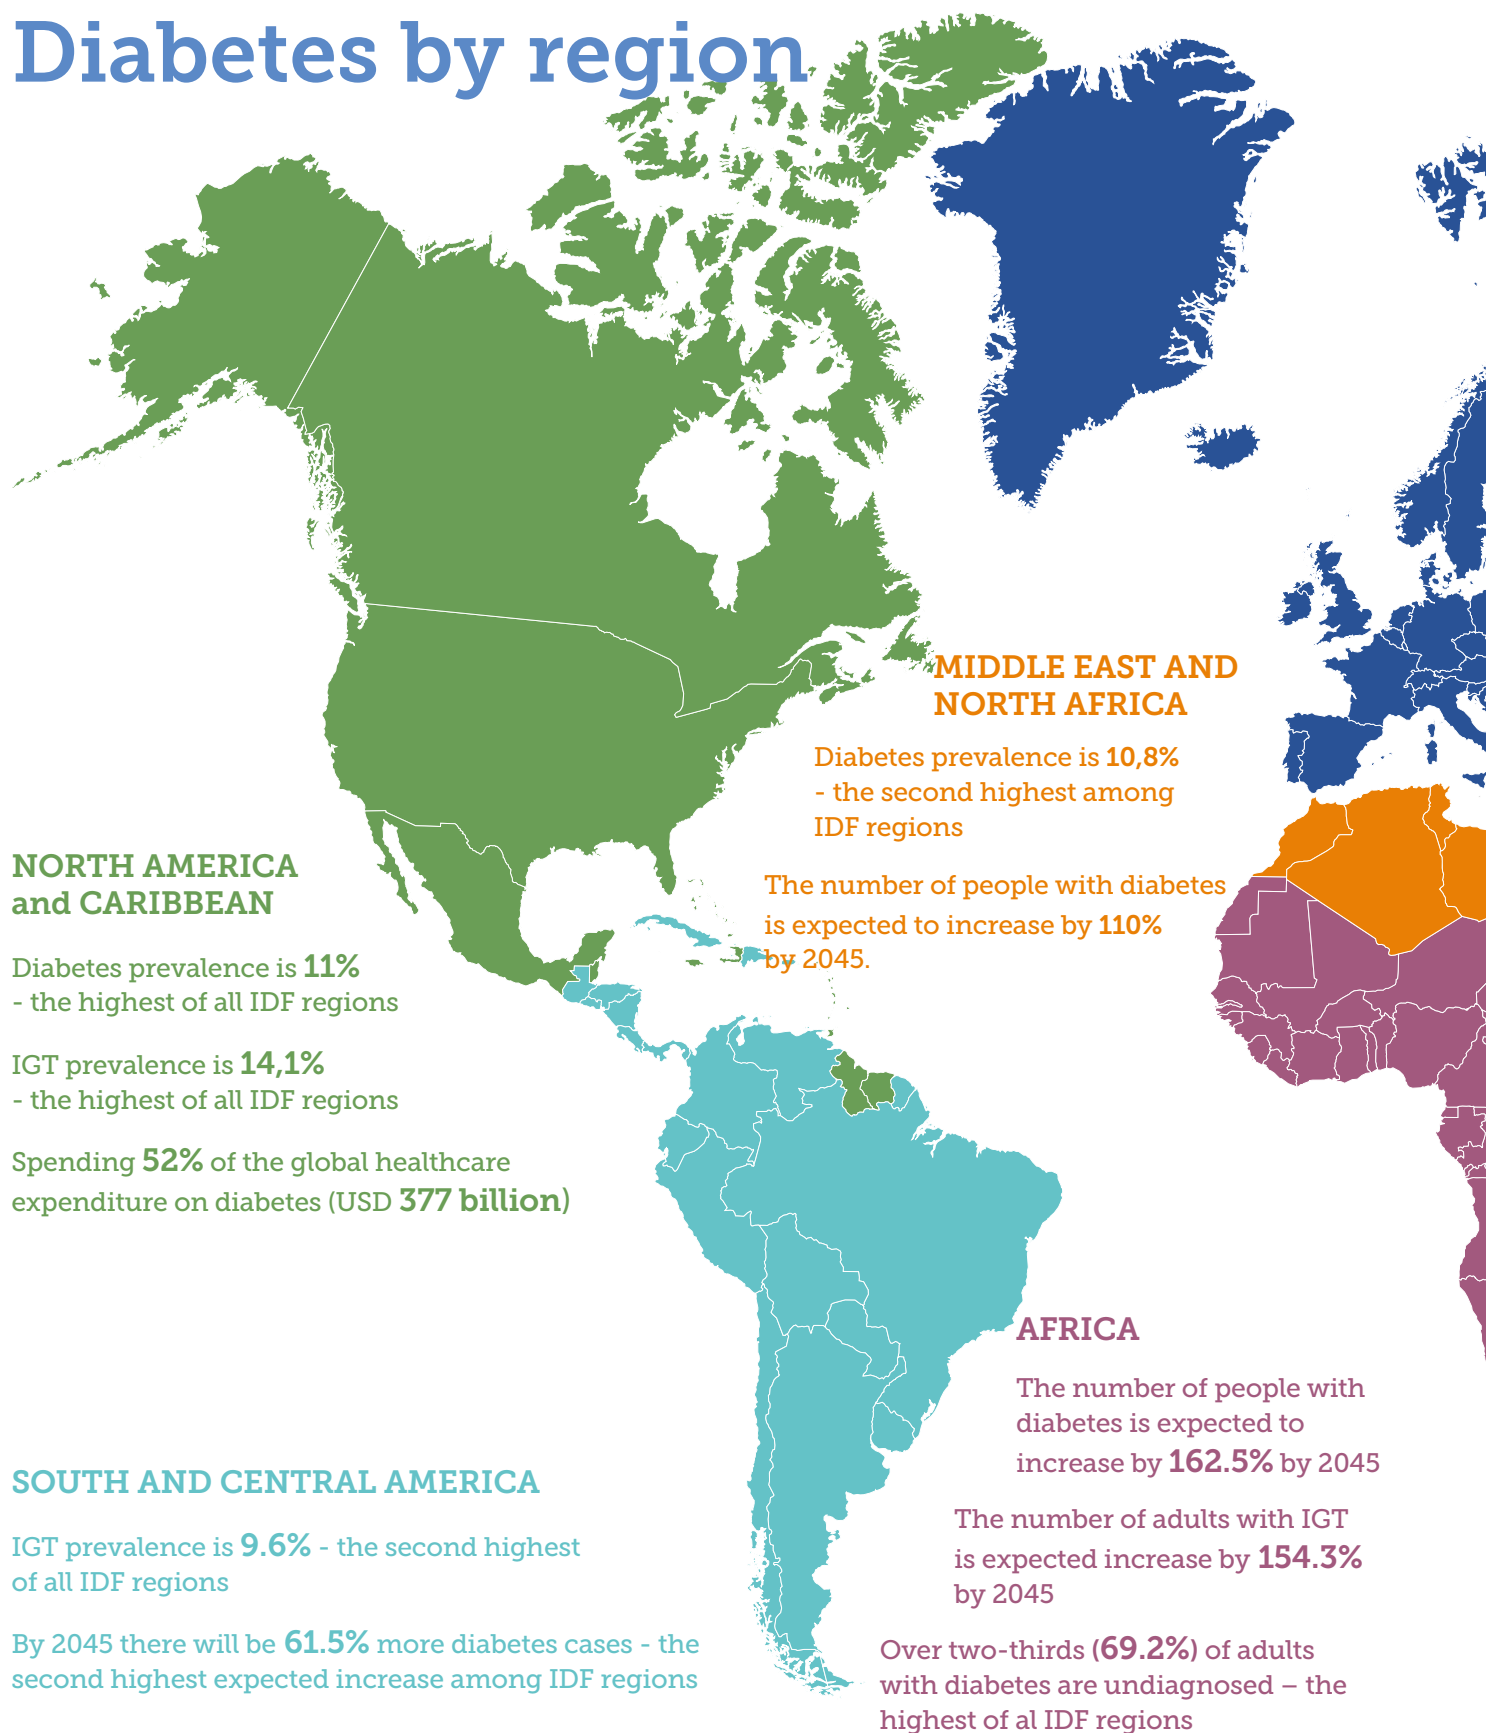 Diabetes by region
MIDDLE EAST AND
NORTH AFRICA
Diabetes prevalence is 10,8%
- the second highest among
IDF regions
The number of people with diabetes
is expected to increase by 110%
by 2045.
NORTH AMERICA
and CARIBBEAN
Diabetes prevalence is 11%
- the highest of all IDF regions
IGT prevalence is 14,1%
- the highest of all IDF regions
Spending 52% of the global healthcare
expenditure on diabetes (USD 377 billion)
AFRICA
The number of people with
diabetes is expected to
increase by 162.5% by 2045
The number of adults with IGT
is expected increase by 154.3%
by 2045
Over two-thirds (69.2%) of adults
with diabetes are undiagnosed – the
highest of al IDF regions
SOUTH AND CENTRAL AMERICA
IGT prevalence is 9.6% - the second highest
of all IDF regions
By 2045 there will be 61.5% more diabetes cases - the
second highest expected increase among IDF regions